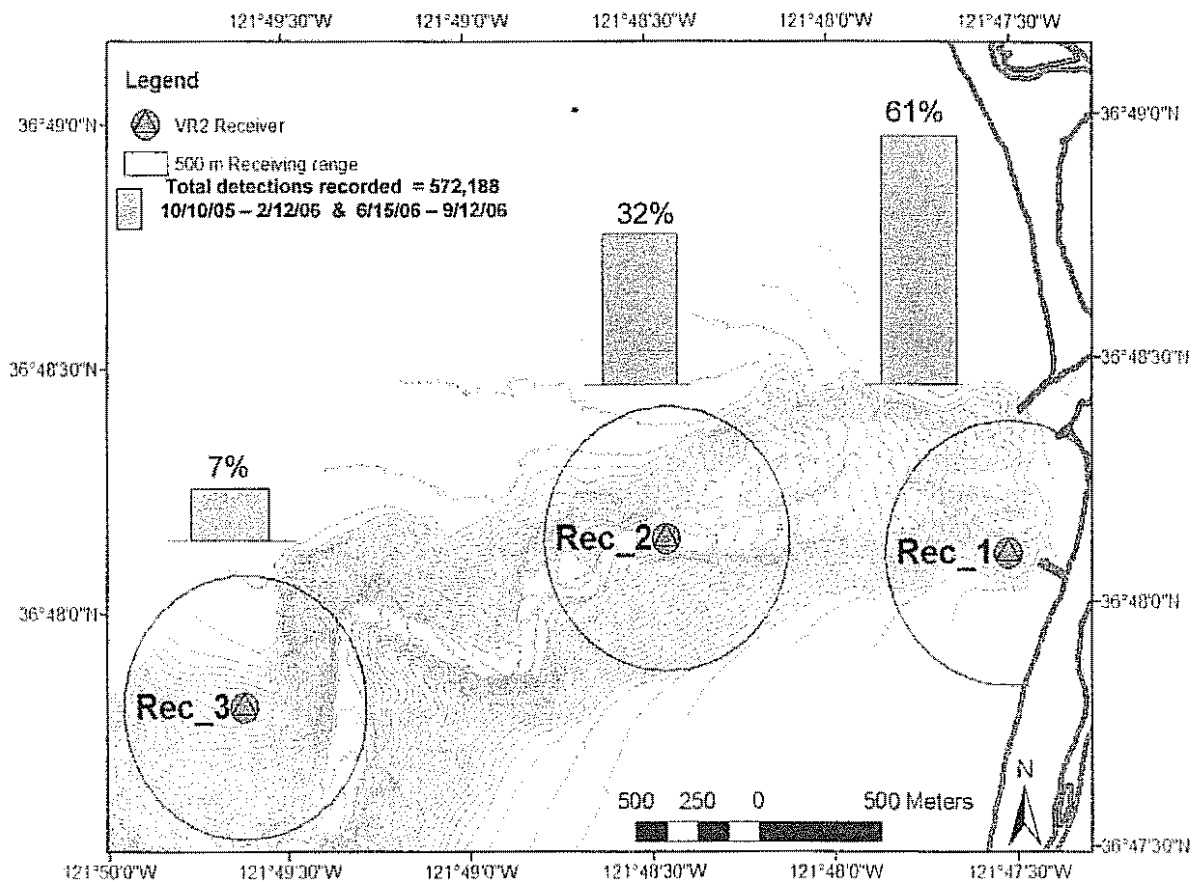 121°49'30"W 121°49'0"W 121°48'30"W 121°48'0"W 121°47'30"W
Legend
VR2 Receiver
500 m Receiving range
Total detections recorded = 572,188
10/10/05 – 2/12/06 & 6/15/06 – 9/12/06
36°49'0"N
61%
36°49'0"N
32%
36°48'30"N
36°48'30"N
7%
Rec_2
Rec_1
36°48'0"N
36°48'0"N
Rec_3
N
500 250 0 500 Meters
36°47'30"N
121°50'0"W 121°49'30"W 121°49'0"W 121°48'30"W 121°48'0"W 121°47'30"W